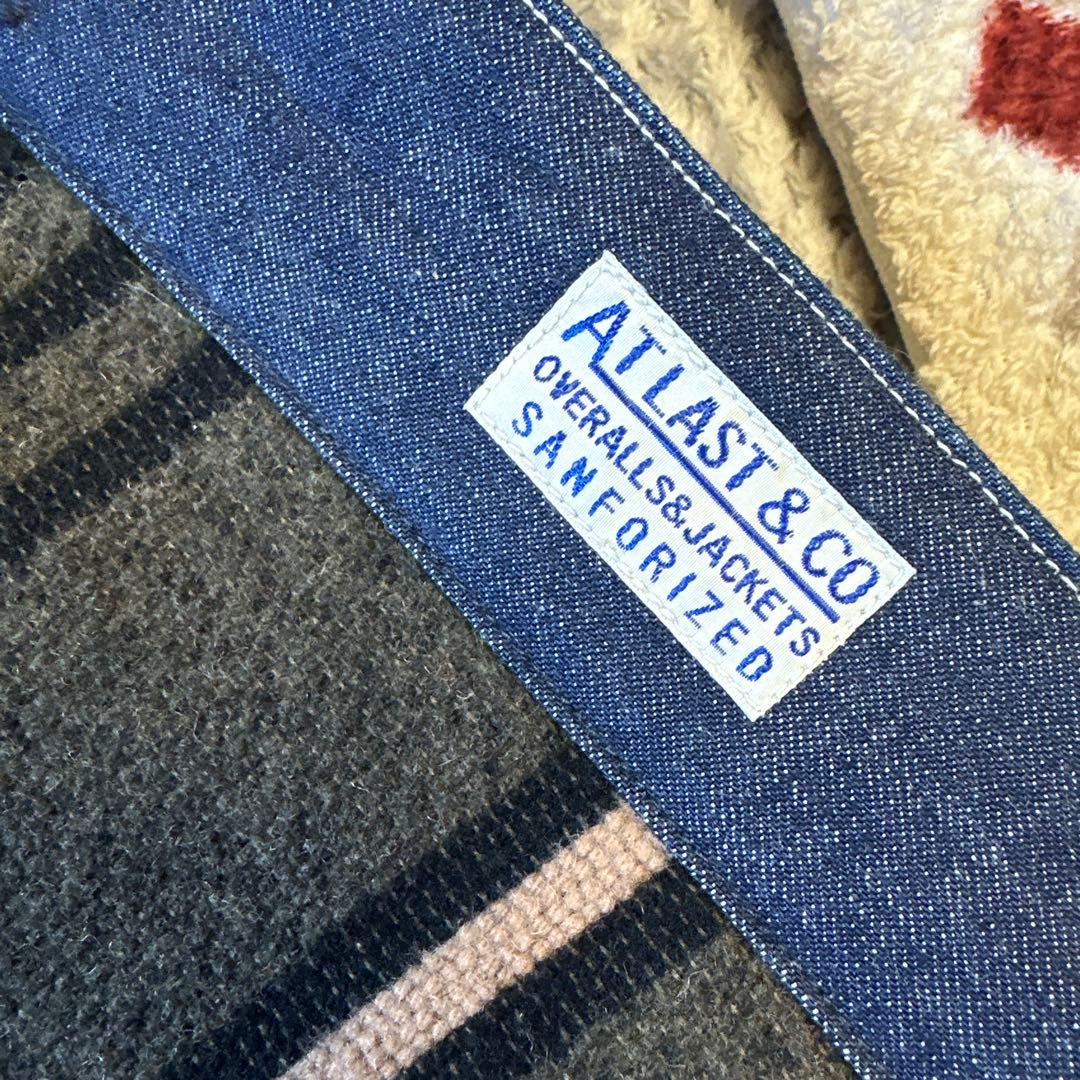 ATLAST & CO
OVERALLS & JACKETS
SANFORIZED